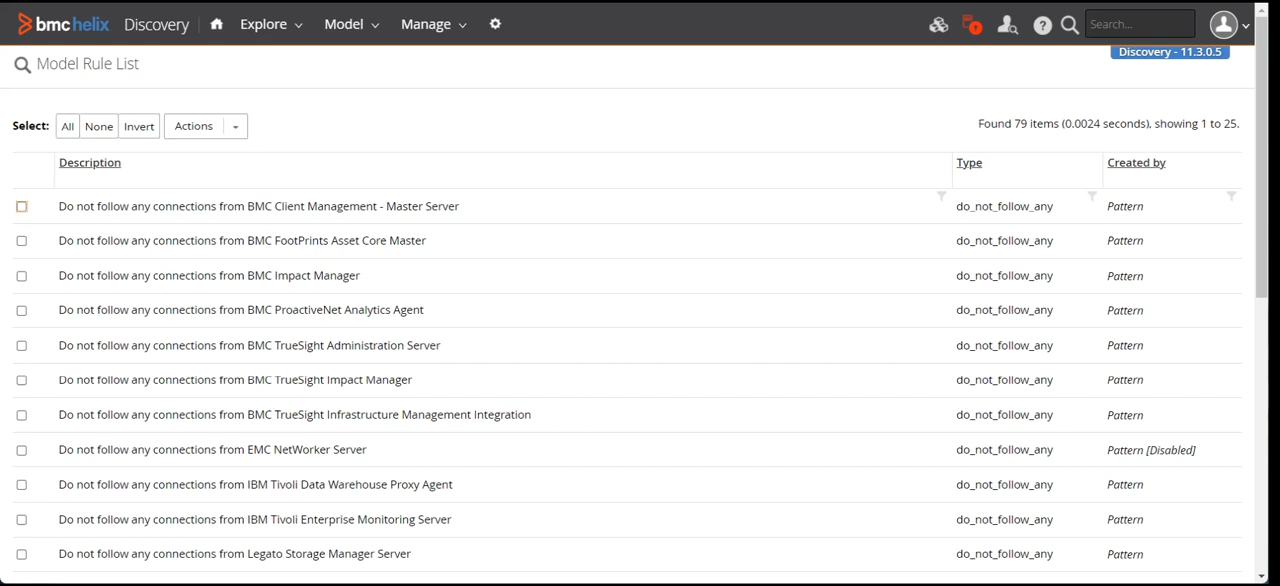 bmchelix Discovery Explore Model Manage Search...
Discovery - 11.3.0.5
Model Rule List
Select: All None Invert Actions Found 79 items (0.0024 seconds), showing 1 to 25.
Description Type Created by
Do not follow any connections from BMC Client Management - Master Server do_not_follow_any Pattern
Do not follow any connections from BMC FootPrints Asset Core Master do_not_follow_any Pattern
Do not follow any connections from BMC Impact Manager do_not_follow_any Pattern
Do not follow any connections from BMC ProactiveNet Analytics Agent do_not_follow_any Pattern
Do not follow any connections from BMC TrueSight Administration Server do_not_follow_any Pattern
Do not follow any connections from BMC TrueSight Impact Manager do_not_follow_any Pattern
Do not follow any connections from BMC TrueSight Infrastructure Management Integration do_not_follow_any Pattern
Do not follow any connections from EMC NetWorker Server do_not_follow_any Pattern [Disabled]
Do not follow any connections from IBM Tivoli Data Warehouse Proxy Agent do_not_follow_any Pattern
Do not follow any connections from IBM Tivoli Enterprise Monitoring Server do_not_follow_any Pattern
Do not follow any connections from Legato Storage Manager Server do_not_follow_any Pattern